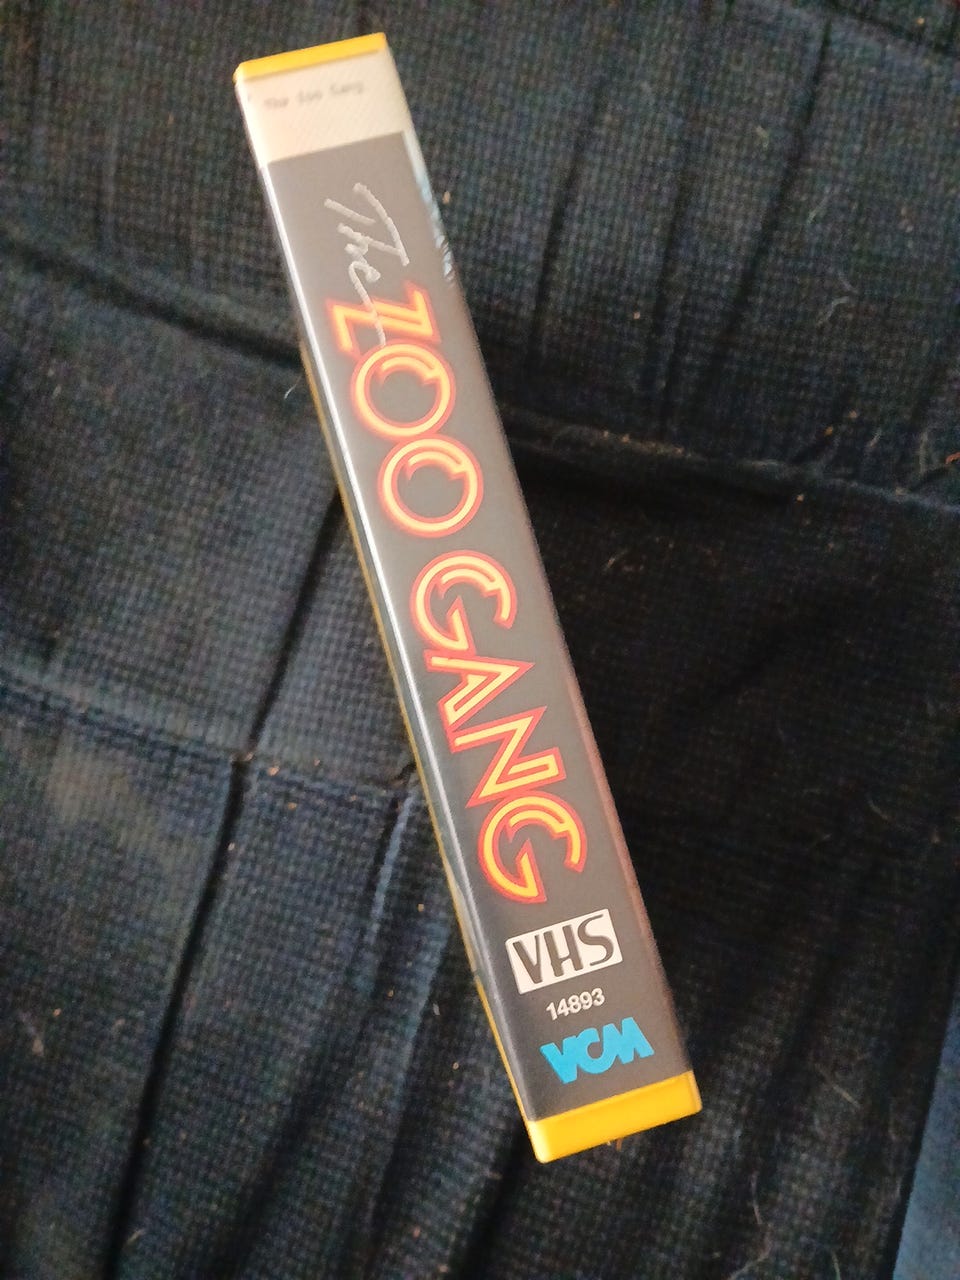 The Zoo Gang
The
ZOO GANG
VHS
14893
VCM